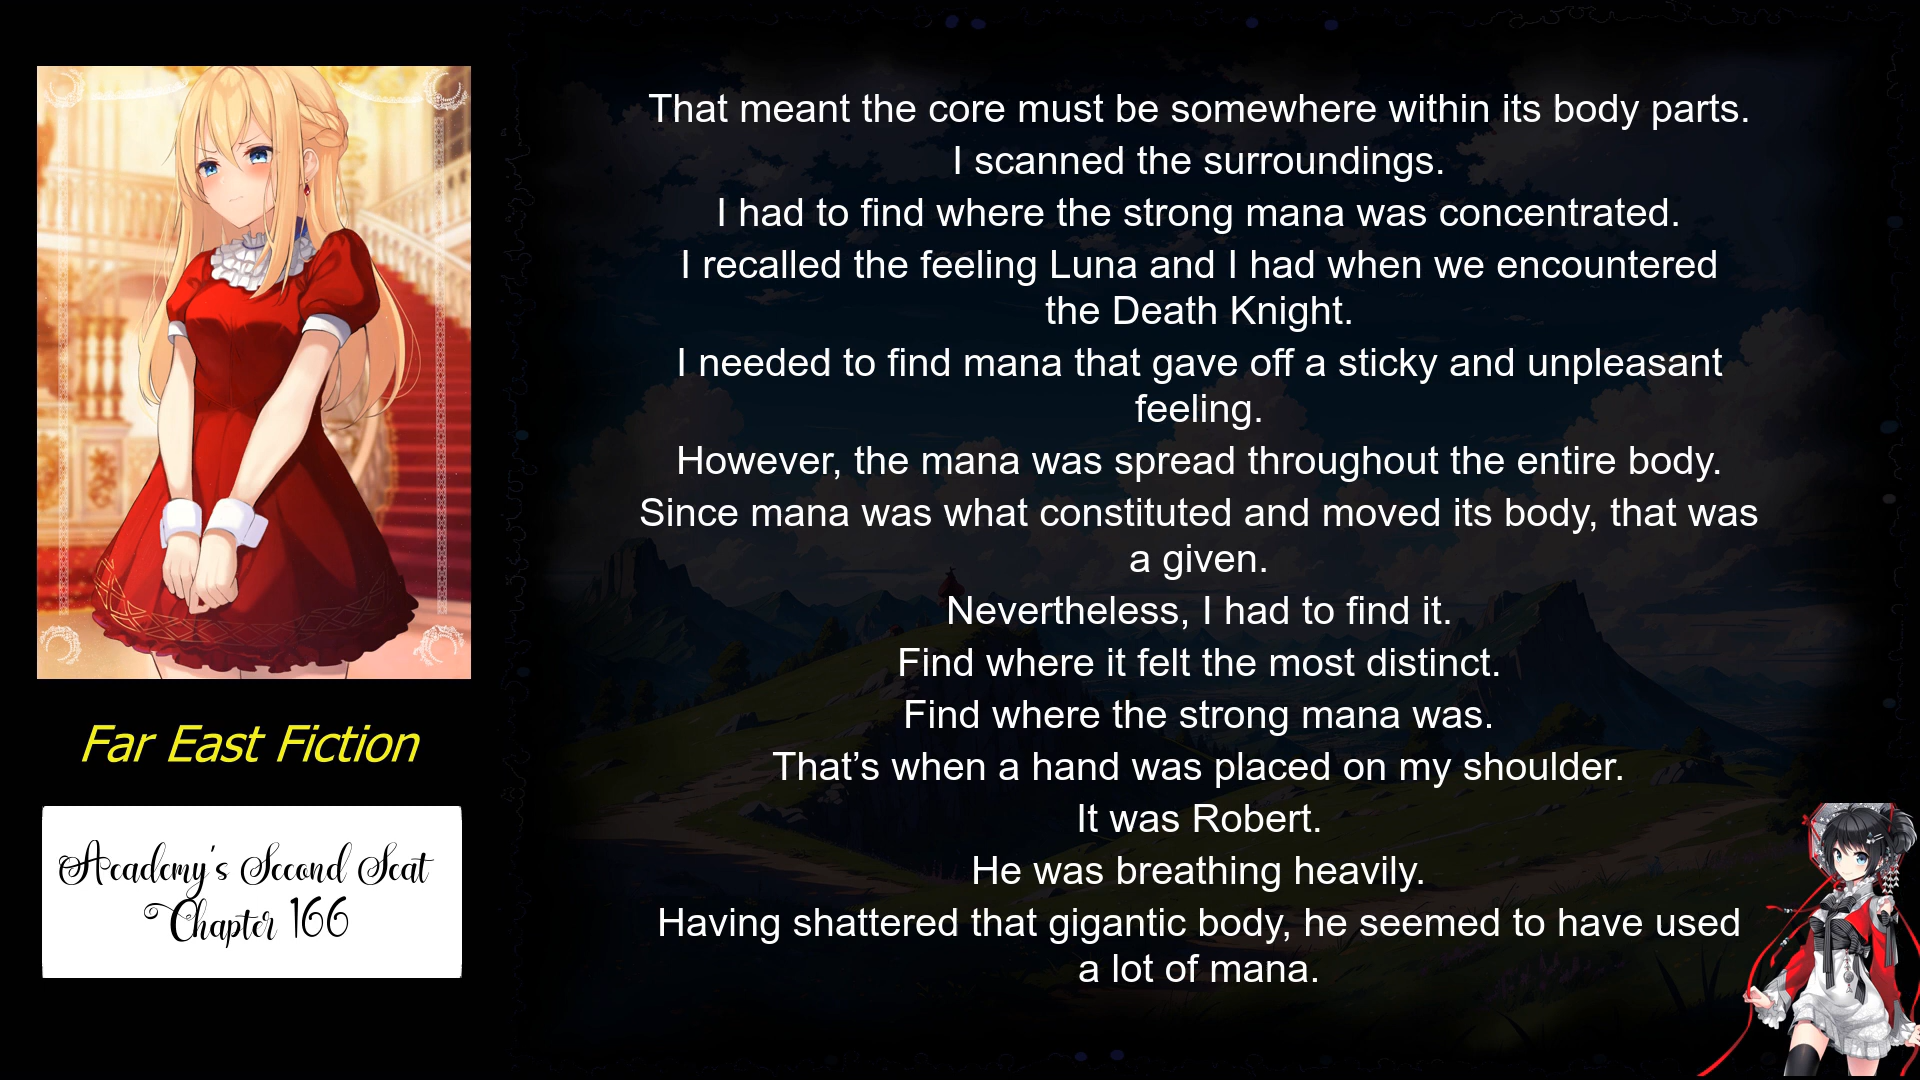 That meant the core must be somewhere within its body parts.
I scanned the surroundings.
I had to find where the strong mana was concentrated.
I recalled the feeling Luna and I had when we encountered
the Death Knight.
I needed to find mana that gave off a sticky and unpleasant
feeling.
However, the mana was spread throughout the entire body.
Since mana was what constituted and moved its body, that was
a given.
Nevertheless, I had to find it.
Find where it felt the most distinct.
Find where the strong mana was.
That’s when a hand was placed on my shoulder.
It was Robert.
He was breathing heavily.
Having shattered that gigantic body, he seemed to have used
a lot of mana.
Far East Fiction
Academy's Second Seat
Chapter 166